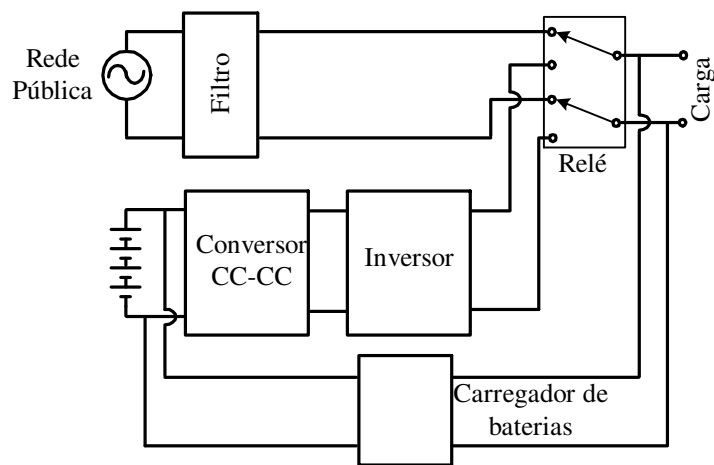 Rede
Pública
Filtro
Relé
Carga
Conversor
CC-CC
Inversor
Carregador de
baterias